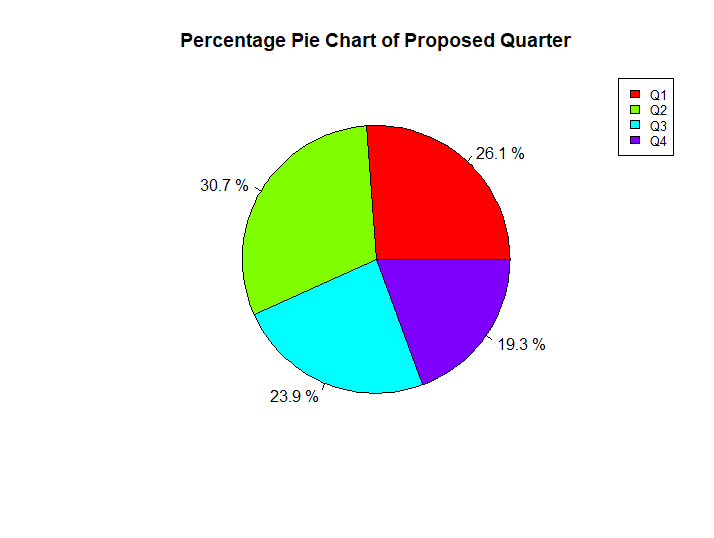 Percentage Pie Chart of Proposed Quarter
Q1
Q2
Q3
Q4
26.1 %
30.7 %
19.3 %
23.9 %